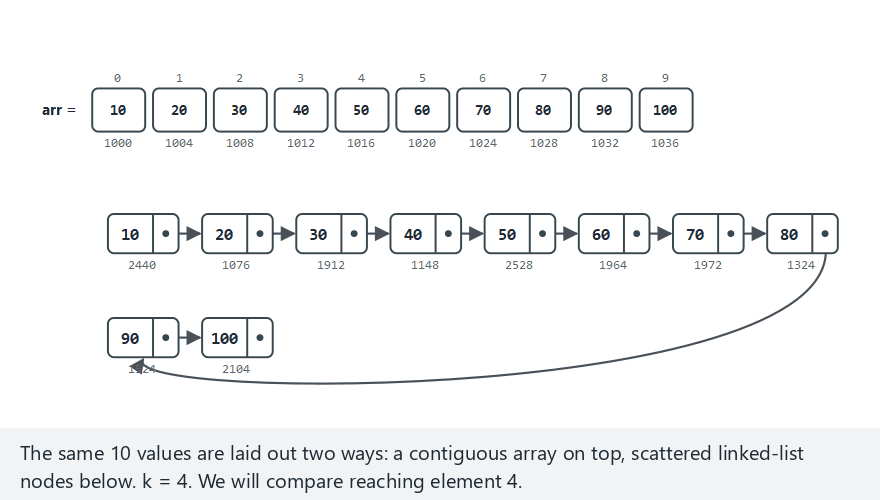 0 1 2 3 4 5 6 7 8 9
arr = 10 20 30 40 50 60 70 80 90 100
1000 1004 1008 1012 1016 1020 1024 1028 1032 1036
10 20 30 40 50 60 70 80
2440 1076 1912 1148 2528 1964 1972 1324
90 100
2104
The same 10 values are laid out two ways: a contiguous array on top, scattered linked-list
nodes below. k = 4. We will compare reaching element 4.